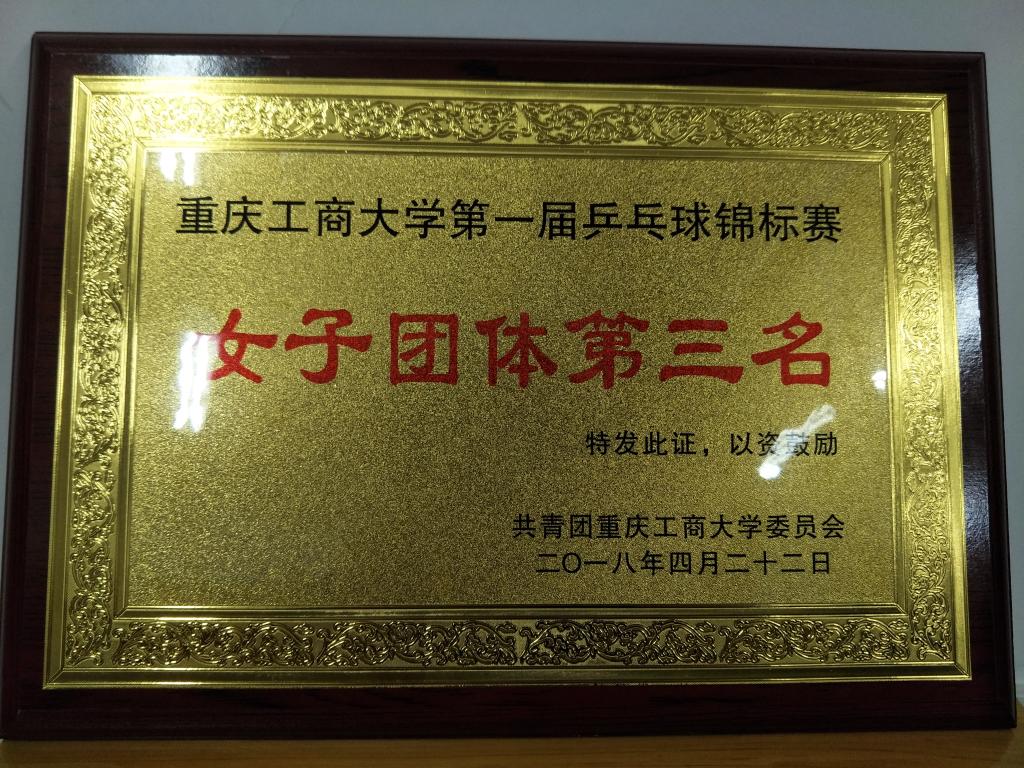 重庆工商大学第一届乒乓球锦标赛
女子团体第三名
特发此证，以资鼓励
共青团重庆工商大学委员会
二〇一八年四月二十二日